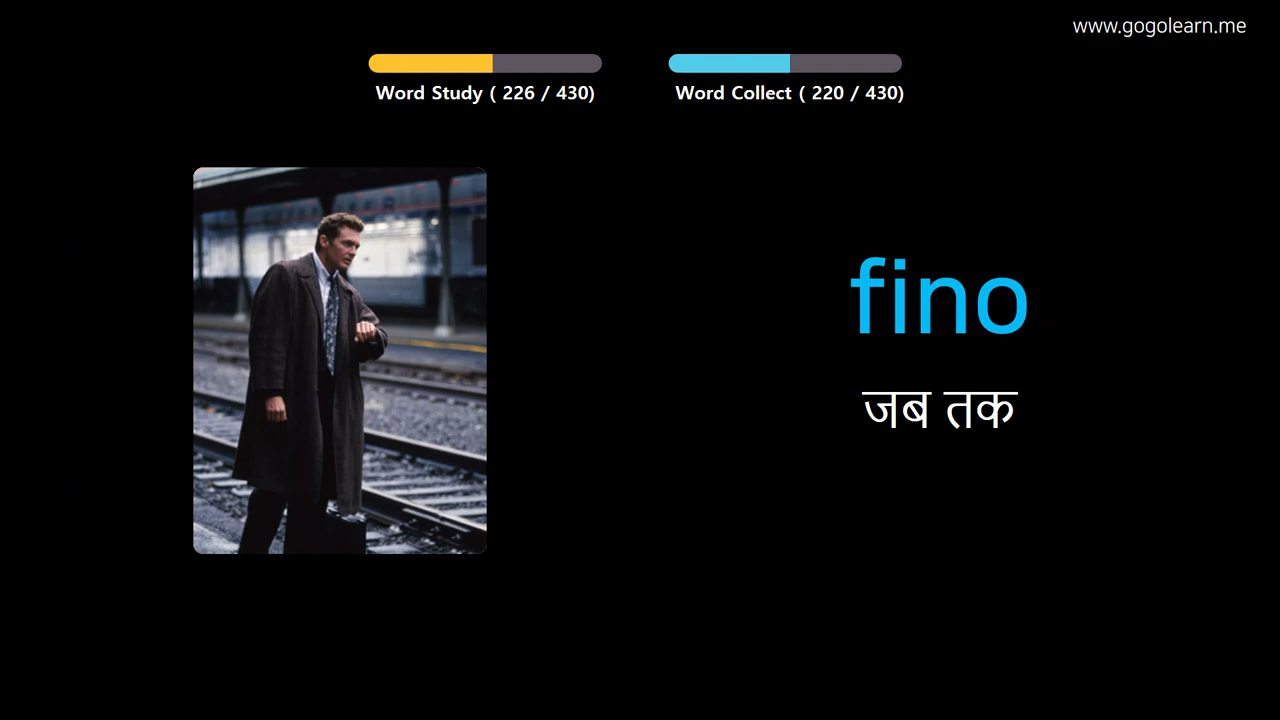 www.gogolearn.me
Word Study ( 226 / 430)
Word Collect ( 220 / 430)
fino
जब तक